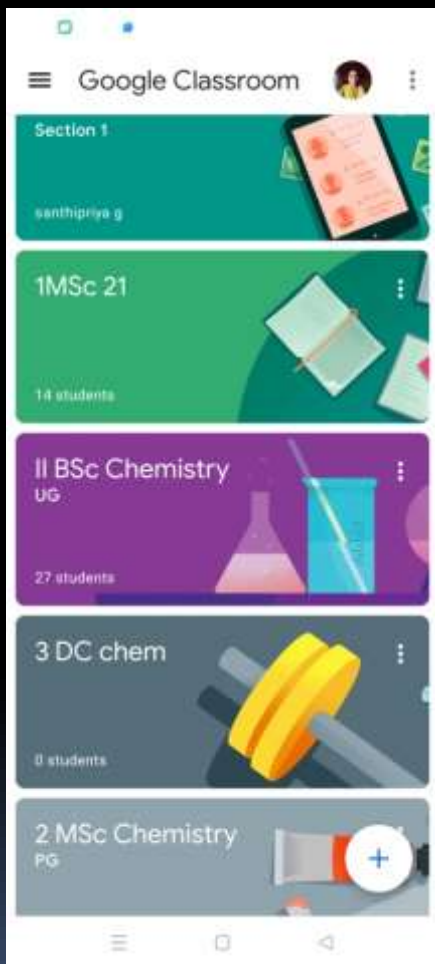 Google Classroom
Section 1
santhipriya g
1MSc 21
14 students
II BSc Chemistry
UG
27 students
3 DC chem
0 students
2 MSc Chemistry
PG